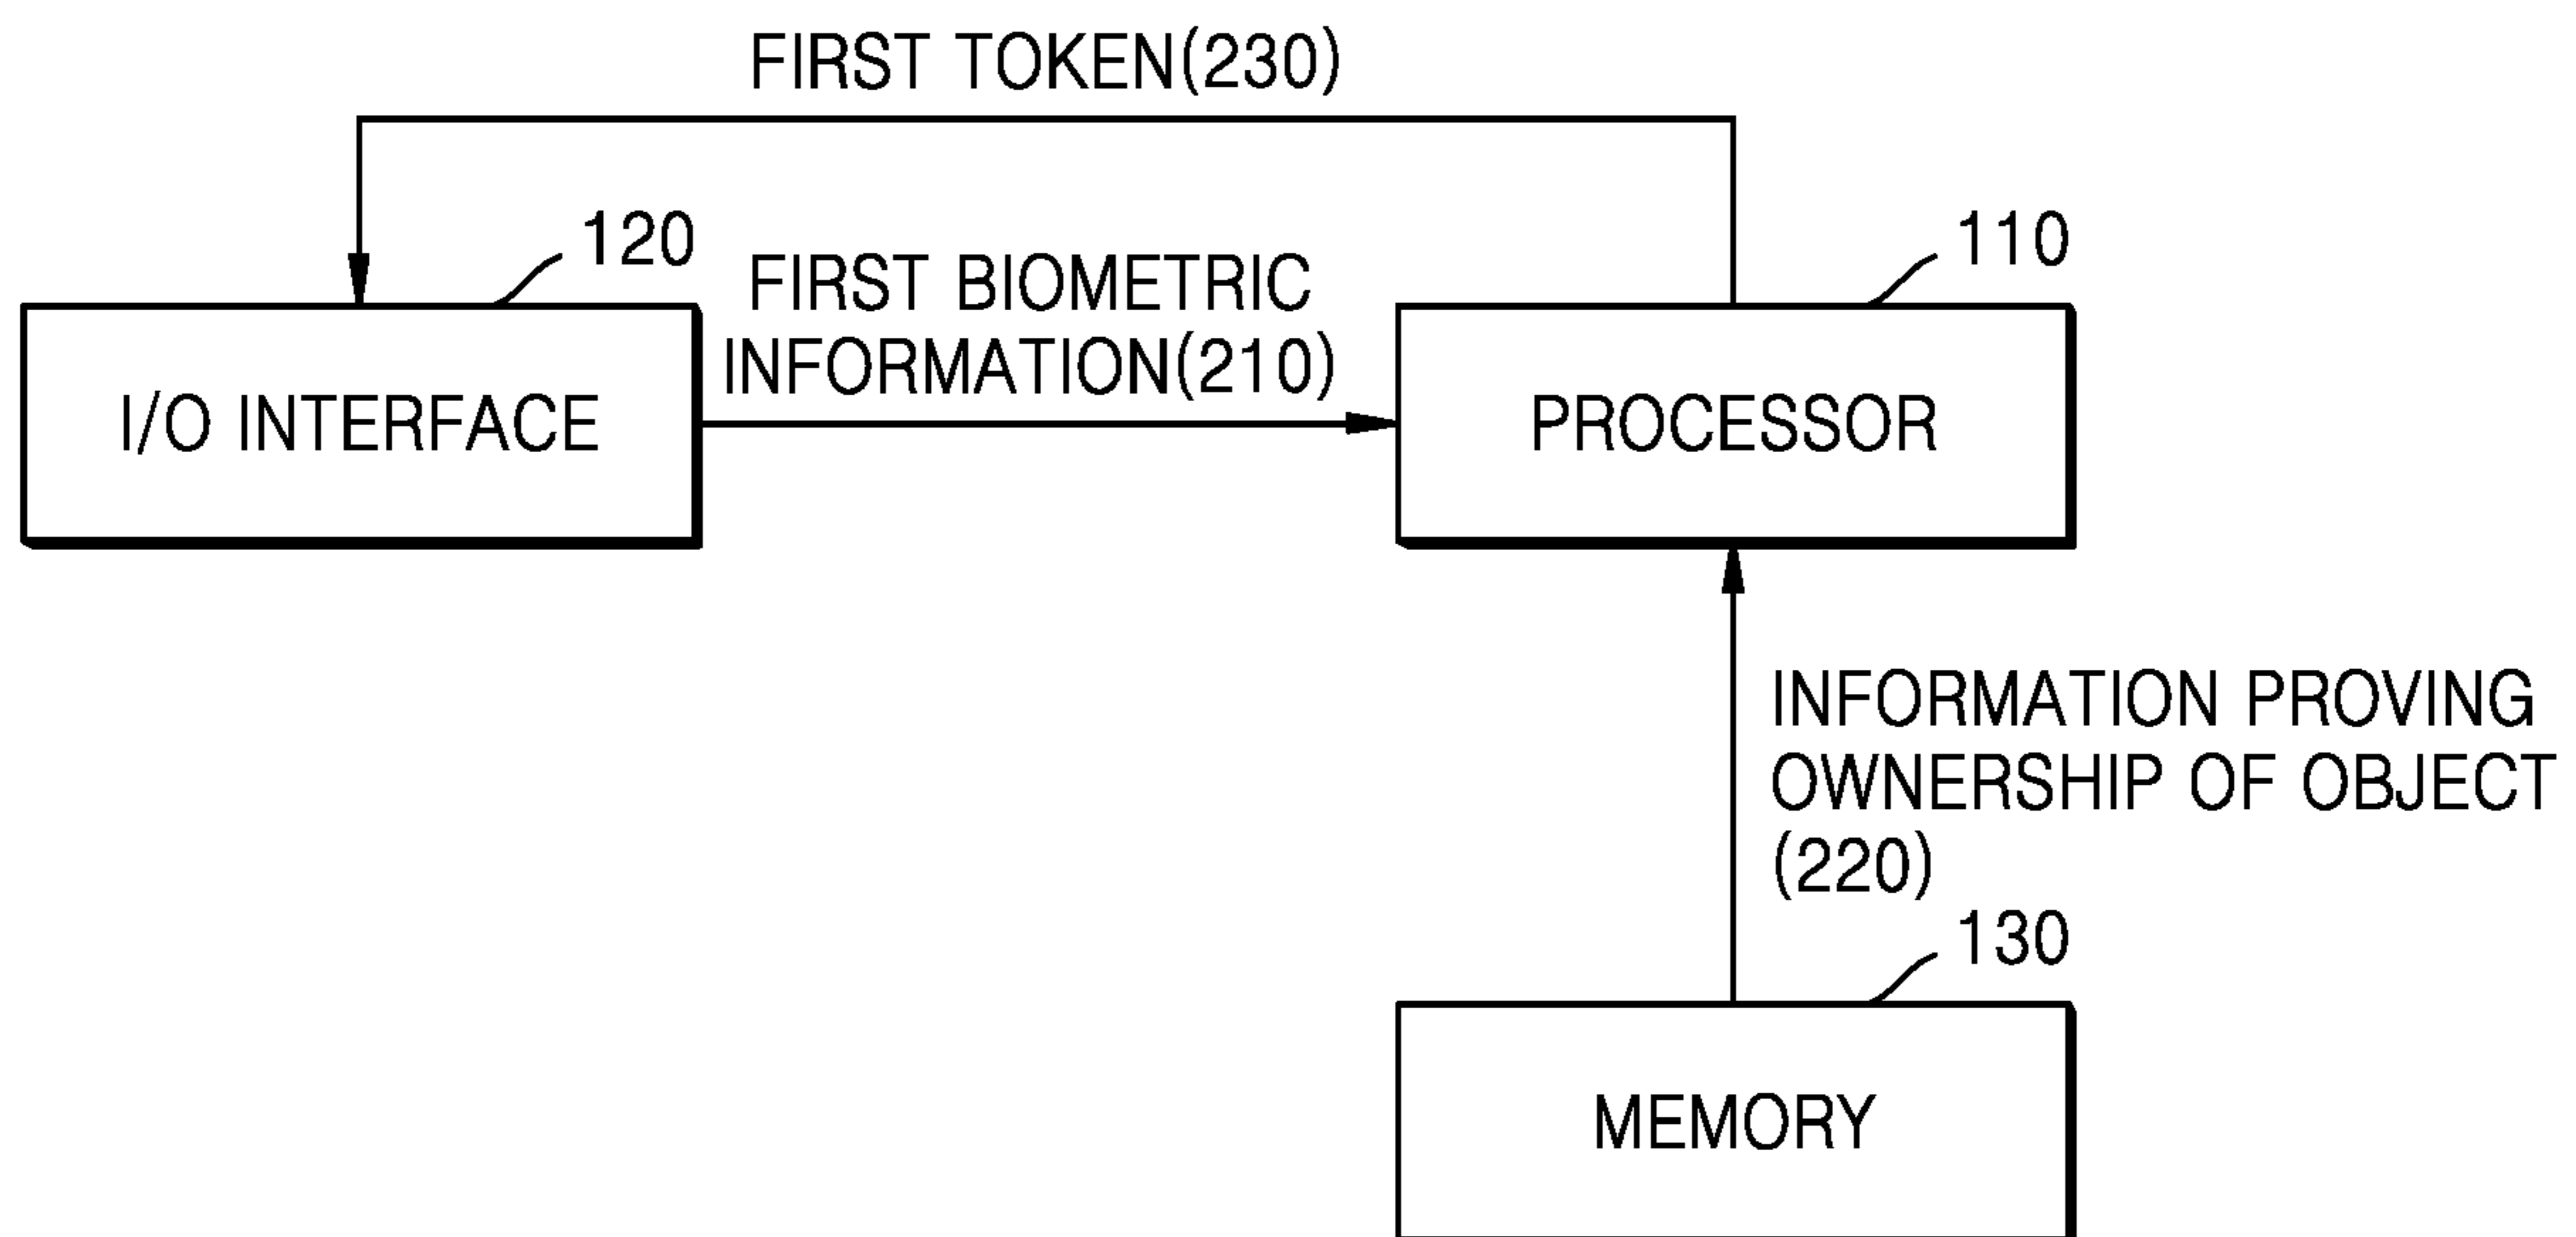 FIRST TOKEN(230)
120
110
FIRST BIOMETRIC
INFORMATION(210)
I/O INTERFACE
PROCESSOR
INFORMATION PROVING
OWNERSHIP OF OBJECT
(220)
130
MEMORY